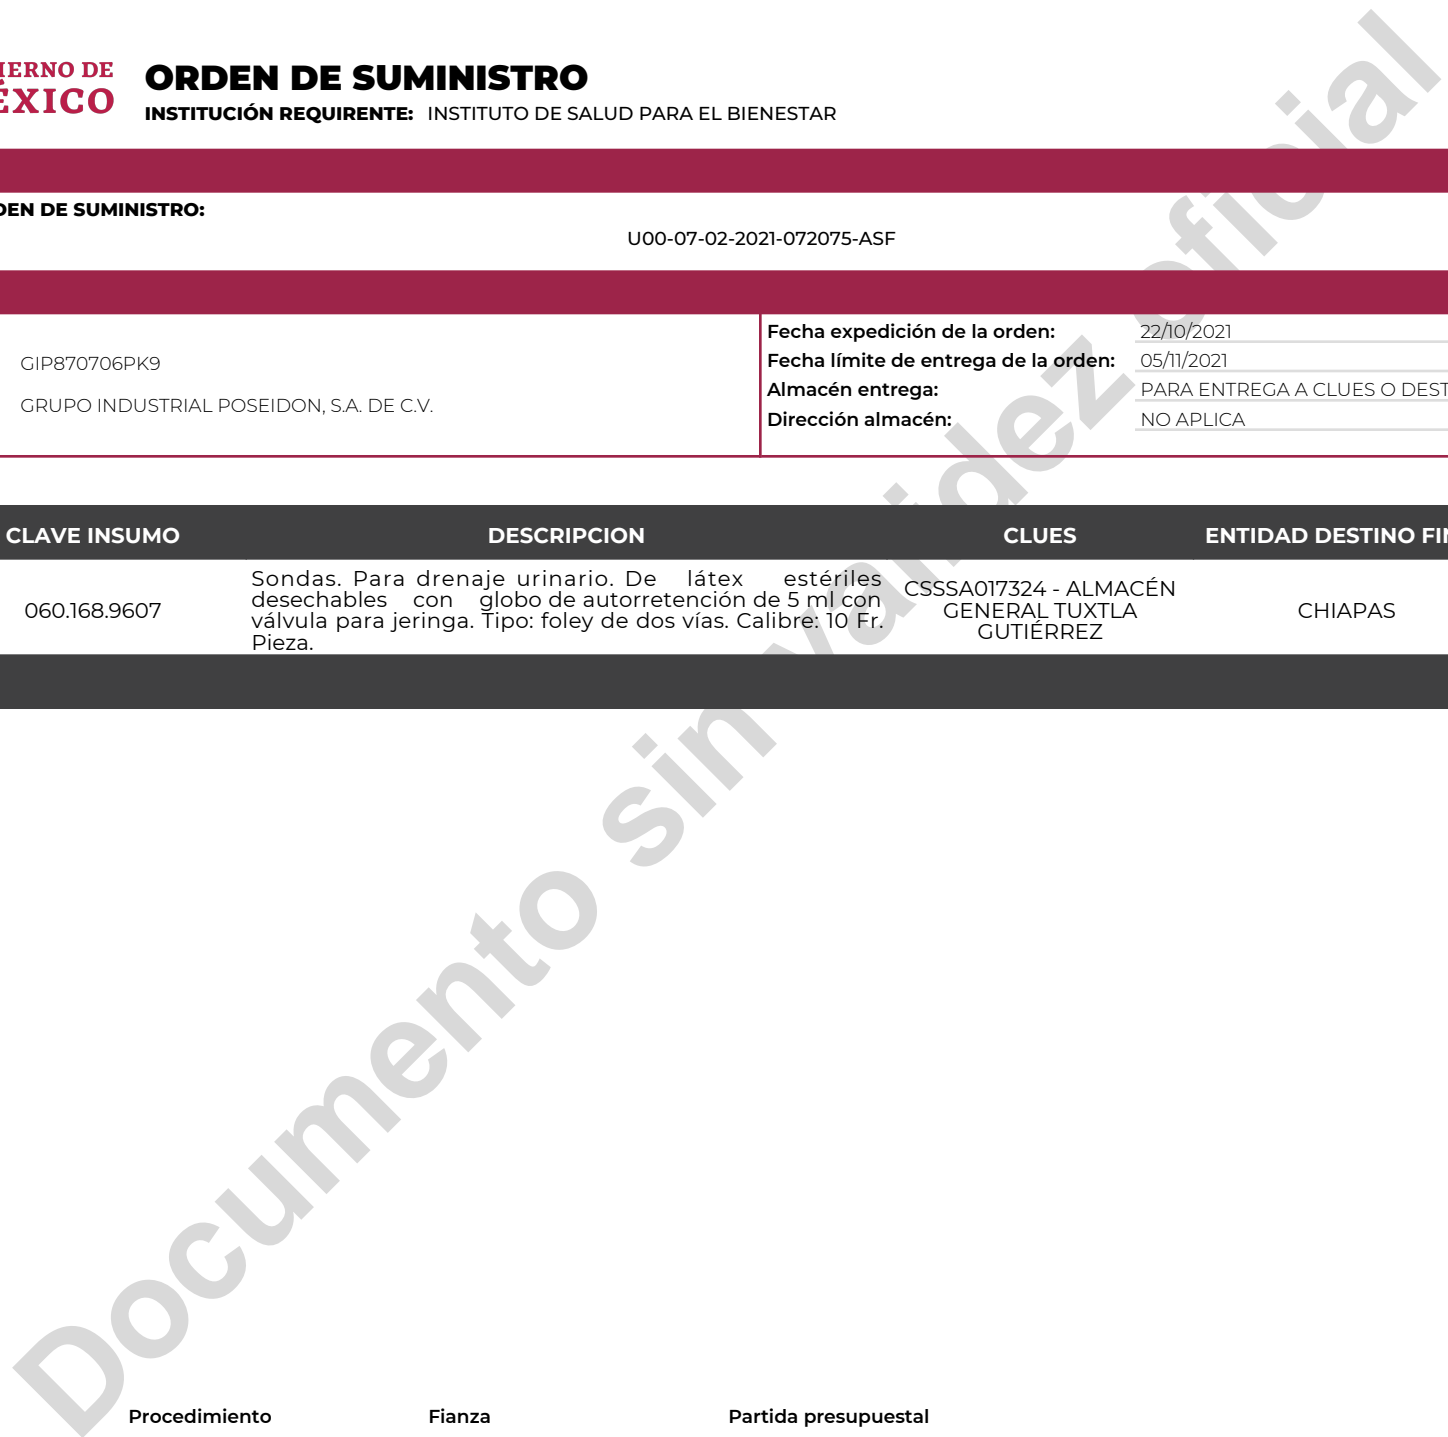 IERNO DE
ÉXICO
ORDEN DE SUMINISTRO
INSTITUCIÓN REQUIRENTE: INSTITUTO DE SALUD PARA EL BIENESTAR
DEN DE SUMINISTRO:
U00-07-02-2021-072075-ASF
GIP870706PK9
GRUPO INDUSTRIAL POSEIDON, S.A. DE C.V.
Fecha expedición de la orden: 22/10/2021
Fecha límite de entrega de la orden: 05/11/2021
Almacén entrega: PARA ENTREGA A CLUES O DEST
Dirección almacén: NO APLICA
CLAVE INSUMO DESCRIPCION CLUES ENTIDAD DESTINO FIN
060.168.9607
Sondas. Para drenaje urinario. De látex estériles
desechables con globo de autorretención de 5 ml con
válvula para jeringa. Tipo: foley de dos vías. Calibre: 10 Fr.
Pieza.
CSSSA017324 - ALMACÉN
GENERAL TUXTLA
GUTIÉRREZ
CHIAPAS
Documento sin validez oficial
Procedimiento Fianza Partida presupuestal